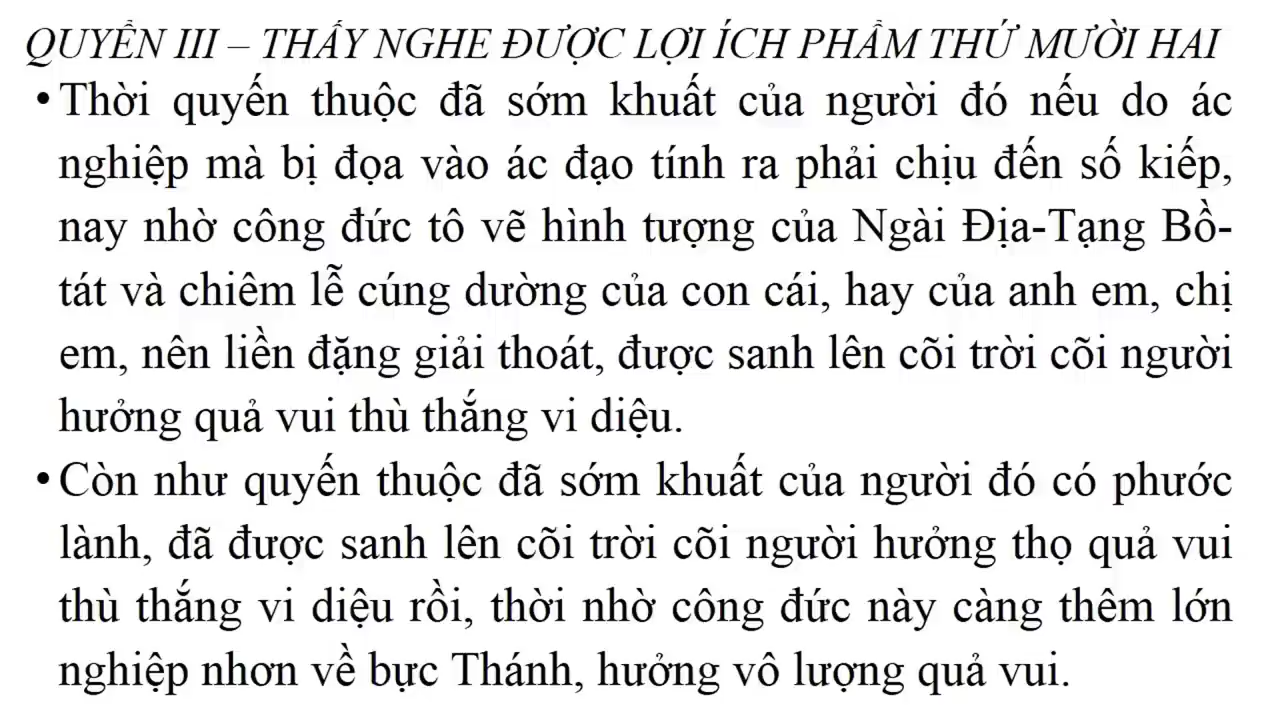 QUYỂN III – THẤY NGHE ĐƯỢC LỢI ÍCH PHẨM THỨ MƯỜI HAI
• Thời quyến thuộc đã sớm khuất của người đó nếu do ác
nghiệp mà bị đọa vào ác đạo tính ra phải chịu đến số kiếp,
nay nhờ công đức tô vẽ hình tượng của Ngài Địa-Tạng Bồ-
tát và chiêm lễ cúng dường của con cái, hay của anh em, chị
em, nên liền đặng giải thoát, được sanh lên cõi trời cõi người
hưởng quả vui thù thắng vi diệu.
• Còn như quyến thuộc đã sớm khuất của người đó có phước
lành, đã được sanh lên cõi trời cõi người hưởng thọ quả vui
thù thắng vi diệu rồi, thời nhờ công đức này càng thêm lớn
nghiệp nhơn về bực Thánh, hưởng vô lượng quả vui.